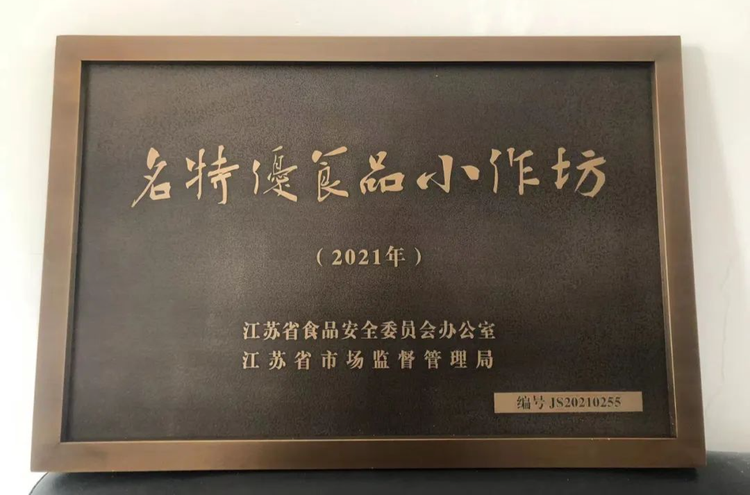 名特優食品小作坊
（2021年）
江苏省食品安全委员会办公室
江苏省市场监督管理局
编号 JS20210255